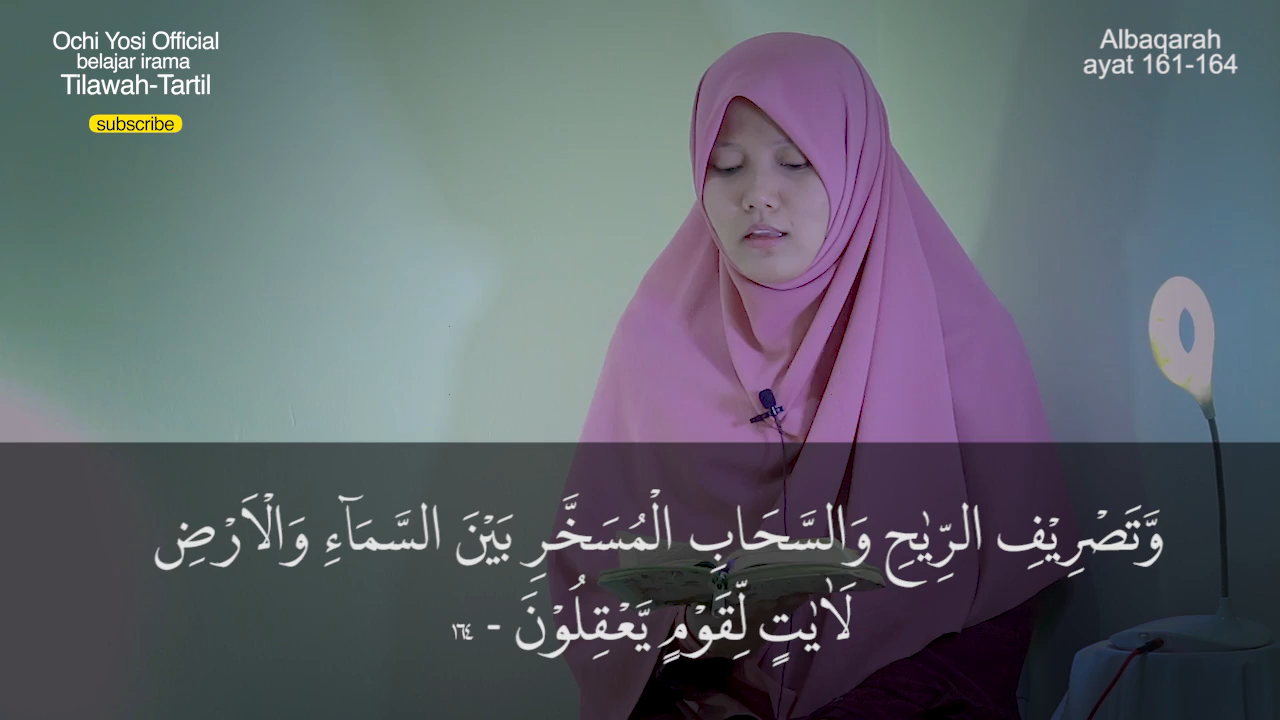 Ochi Yosi Official
belajar irama
Tilawah-Tartil
subscribe
Albaqarah
ayat 161-164
وَّتَصْرِيْفِ الرِّيٰحِ وَالسَّحَابِ الْمُسَخَّرِ بَيْنَ السَّمَاۤءِ وَالْاَرْضِ
لَاٰيٰتٍ لِّقَوْمٍ يَّعْقِلُوْنَ - ١٦٤